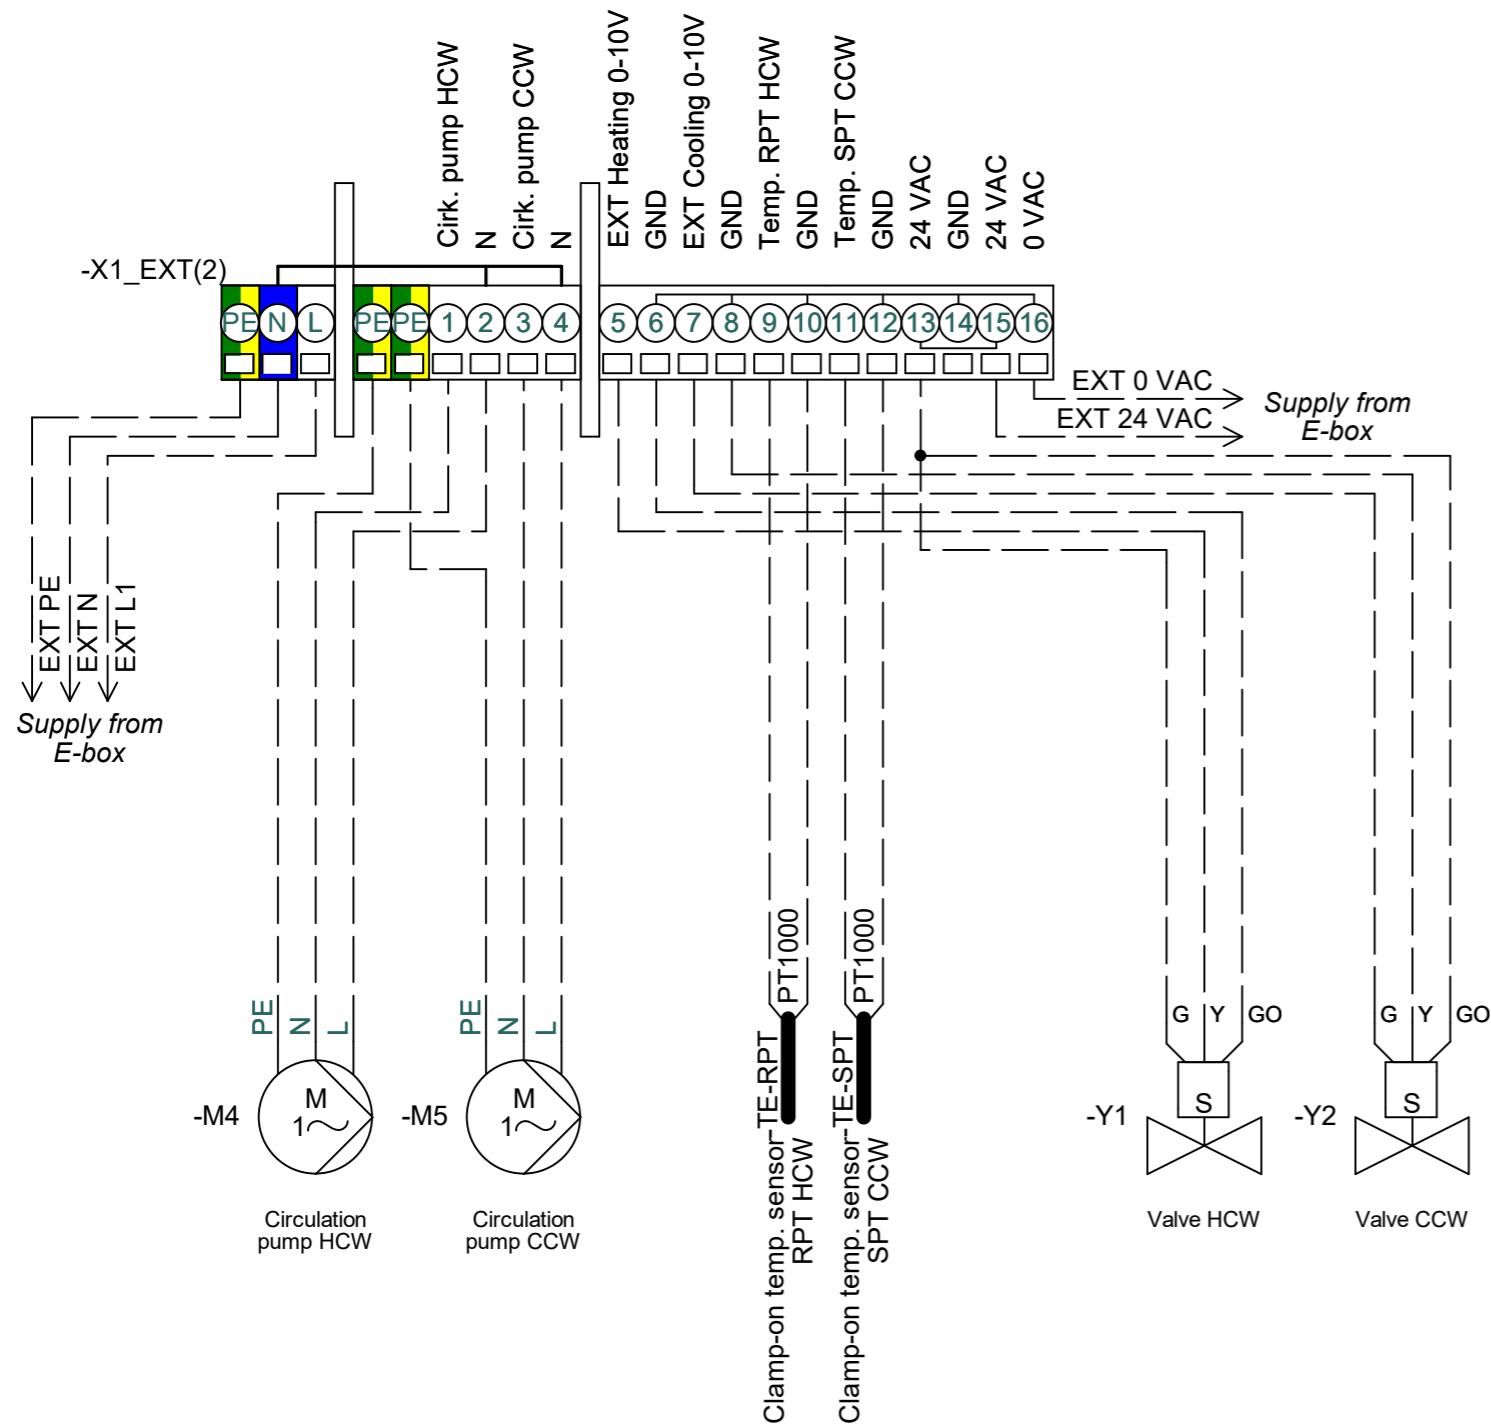 Cirk. pump HCW
N
Cirk. pump CCW
N
EXT Heating 0-10V
GND
EXT Cooling 0-10V
GND
Temp. RPT HCW
GND
Temp. SPT CCW
GND
24 VAC
GND
24 VAC
0 VAC
-X1_EXT(2)
PE N L PE PE 1 2 3 4 5 6 7 8 9 10 11 12 13 14 15 16
EXT 0 VAC
EXT 24 VAC
Supply from
E-box
EXT PE
EXT N
EXT L1
Supply from
E-box
PE N L
PE N L
PT1000
PT1000
G Y GO
G Y GO
-M4
M
1~
-M5
M
1~
-TE-RPT
Clamp-on temp. sensor
RPT HCW
-TE-SPT
Clamp-on temp. sensor
SPT CCW
-Y1
S
-Y2
S
Circulation
pump HCW
Circulation
pump CCW
Valve HCW
Valve CCW